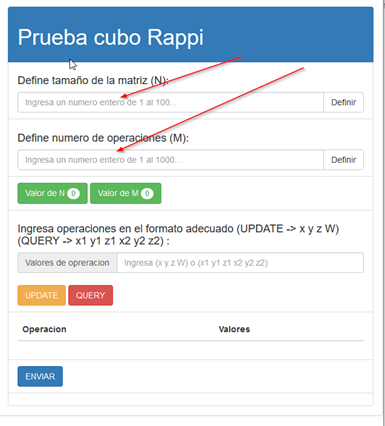 Prueba cubo Rappi
Define tamaño de la matriz (N):
Ingresa un numero entero de 1 al 100... Definir
Define numero de operaciones (M):
Ingresa un numero entero de 1 al 1000... Definir
Valor de N 0 Valor de M 0
Ingresa operaciones en el formato adecuado (UPDATE -> x y z W)
(QUERY -> x1 y1 z1 x2 y2 z2) :
Valores de opreracion Ingresa (x y z W) o (x1 y1 z1 x2 y2 z2)
UPDATE QUERY
Operacion Valores
ENVIAR